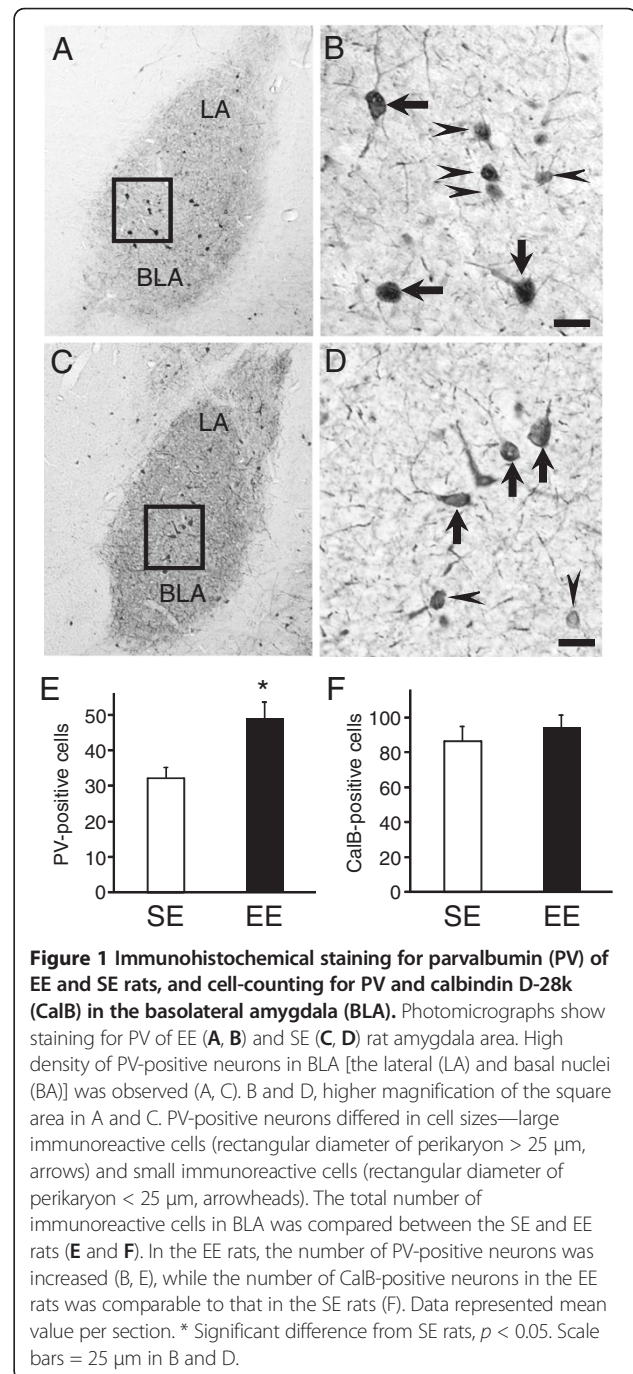 A
LA
BLA
B
C
LA
BLA
D
E
*
PV-positive cells
50
40
30
20
10
0
SE
EE
F
CalB-positive cells
100
80
60
40
20
0
SE
EE
Figure 1 Immunohistochemical staining for parvalbumin (PV) of
EE and SE rats, and cell-counting for PV and calbindin D-28k
(CalB) in the basolateral amygdala (BLA). Photomicrographs show
staining for PV of EE (A, B) and SE (C, D) rat amygdala area. High
density of PV-positive neurons in BLA [the lateral (LA) and basal nuclei
(BA)] was observed (A, C). B and D, higher magnification of the square
area in A and C. PV-positive neurons differed in cell sizes—large
immunoreactive cells (rectangular diameter of perikaryon > 25 μm,
arrows) and small immunoreactive cells (rectangular diameter of
perikaryon < 25 μm, arrowheads). The total number of
immunoreactive cells in BLA was compared between the SE and EE
rats (E and F). In the EE rats, the number of PV-positive neurons was
increased (B, E), while the number of CalB-positive neurons in the EE
rats was comparable to that in the SE rats (F). Data represented mean
value per section. * Significant difference from SE rats, p < 0.05. Scale
bars = 25 μm in B and D.